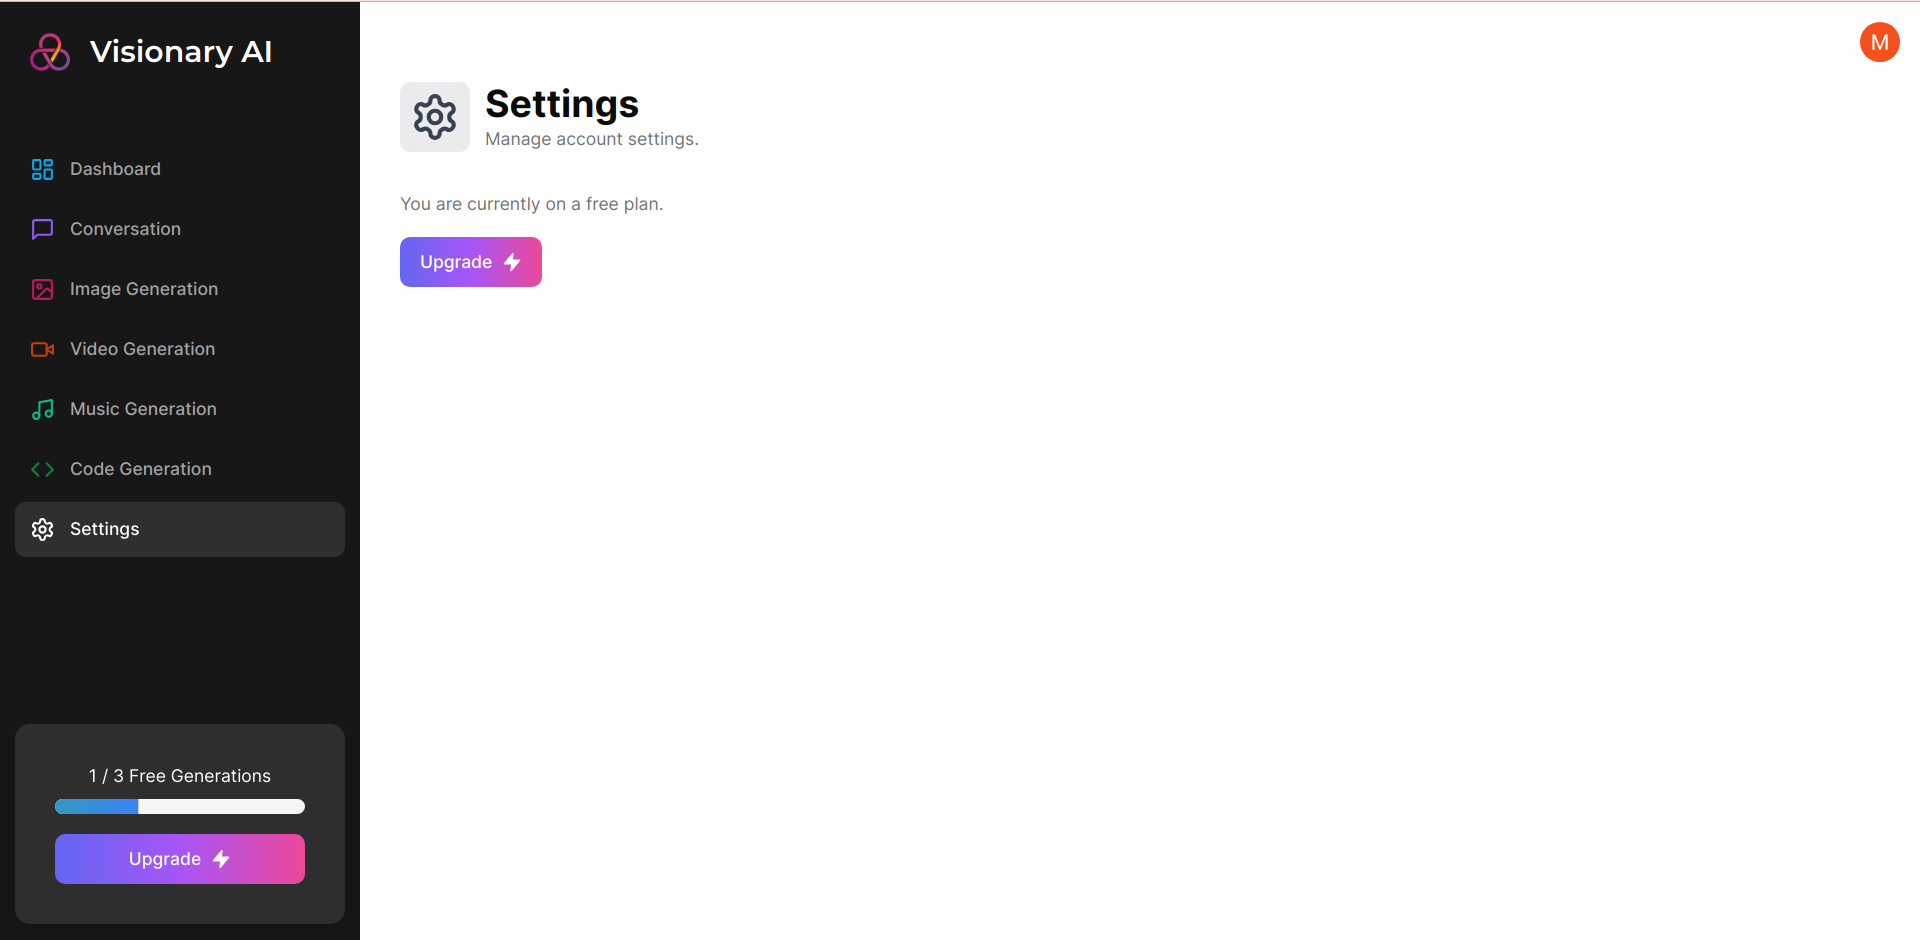 Visionary AI
Dashboard
Conversation
Image Generation
Video Generation
Music Generation
Code Generation
Settings
1 / 3 Free Generations
Upgrade
M
Settings
Manage account settings.
You are currently on a free plan.
Upgrade